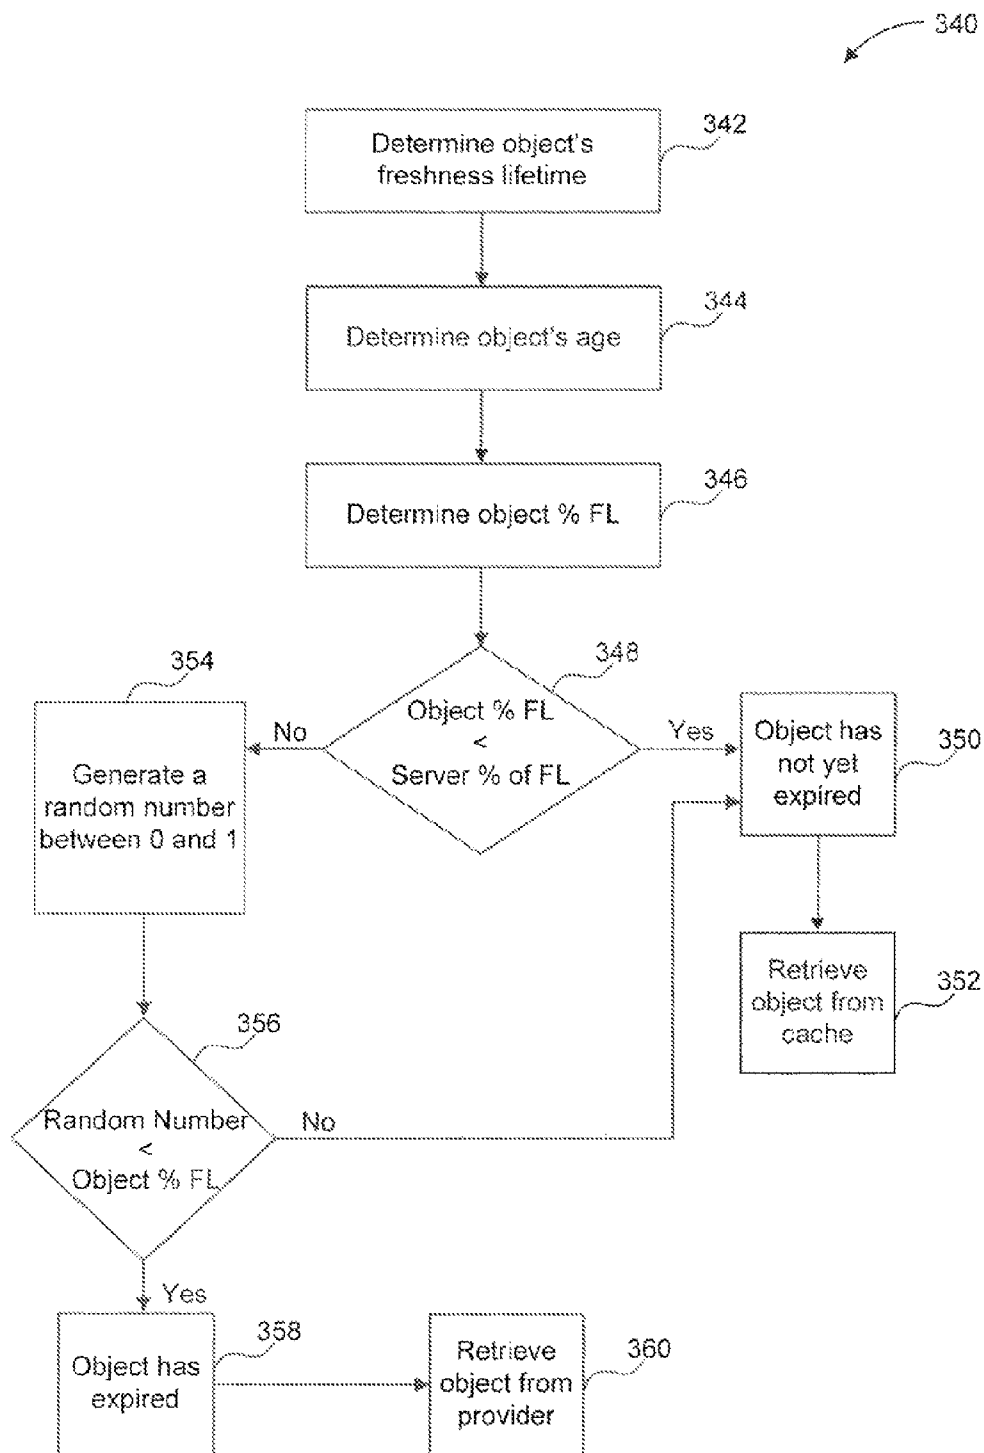 340
342
Determine object's
freshness lifetime
344
Determine object's age
346
Determine object % FL
348
Object % FL
<
Server % of FL
No
Yes
354
Generate a
random number
between 0 and 1
350
Object has
not yet
expired
352
Retrieve
object from
cache
356
Random Number
<
Object % FL
No
Yes
358
Object has
expired
360
Retrieve
object from
provider